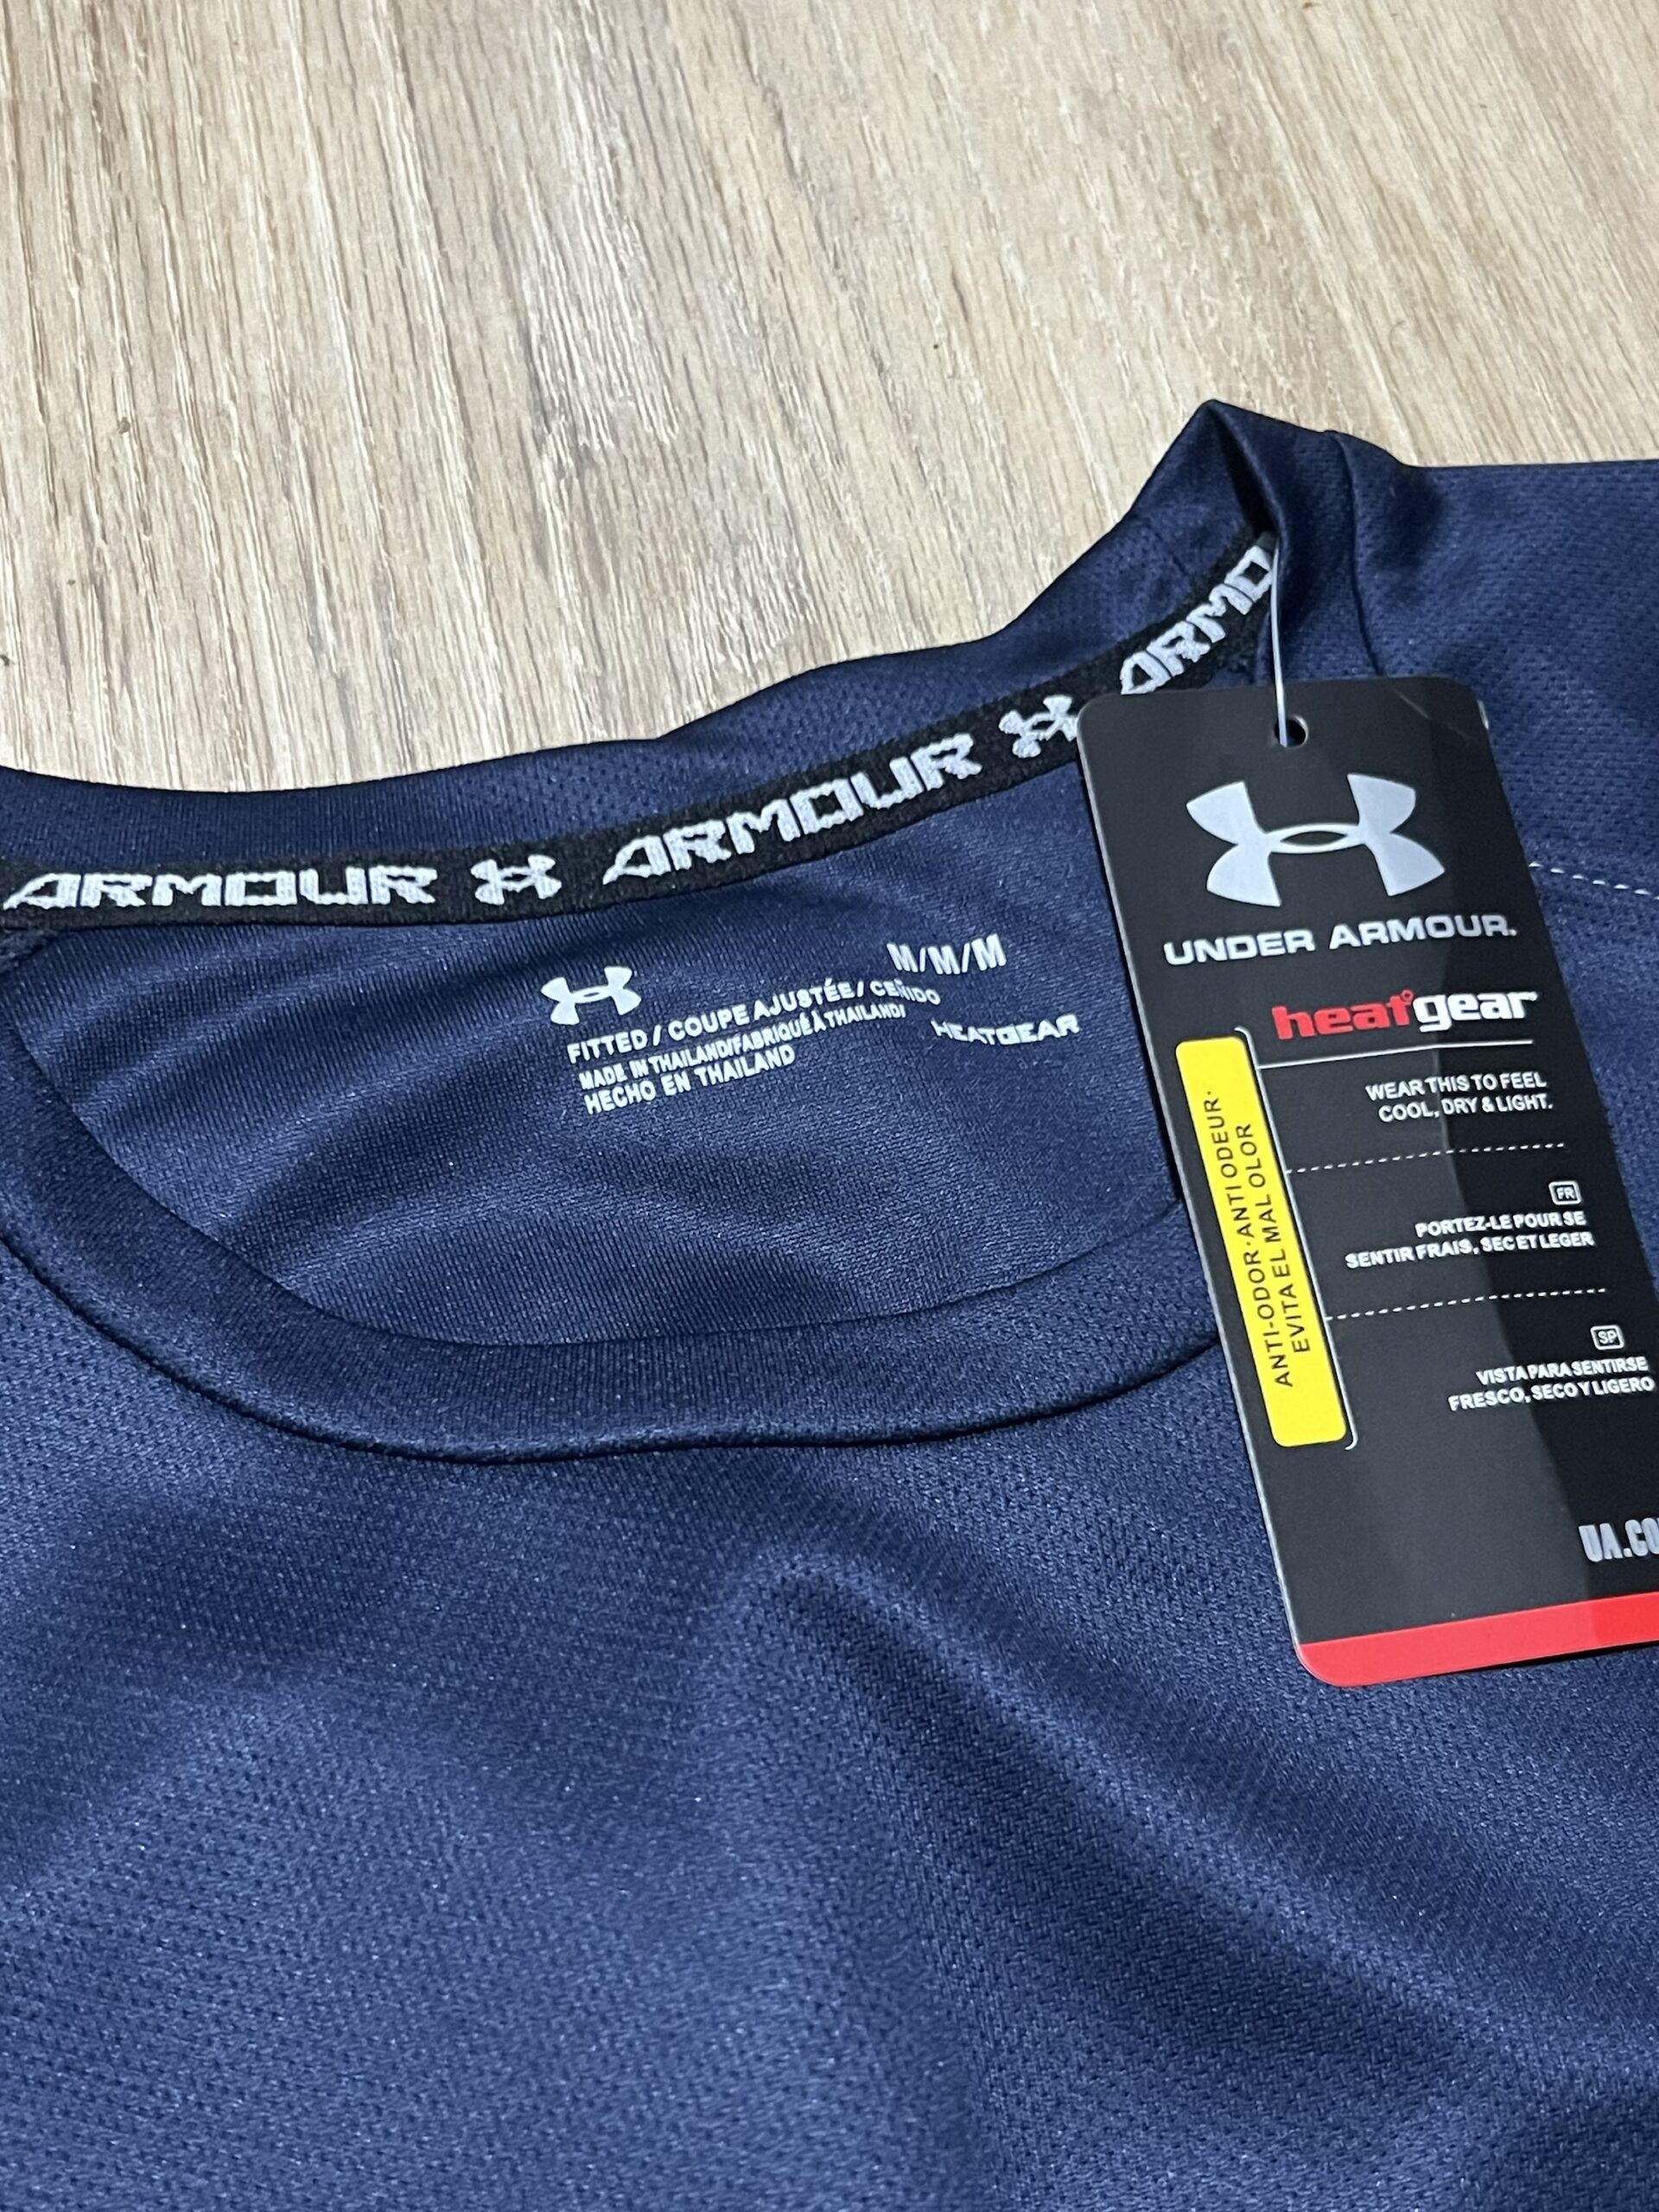 ARMOUR ARMOUR ARMO
M/M/M
FITTED / COUPE AJUSTÉE / CEÑIDO
MADE IN THAILAND/FABRIQUÉ À THAILAND/
HECHO EN THAILAND
HEATGEAR
UNDER ARMOUR.
heatgear
WEAR THIS TO FEEL
COOL, DRY & LIGHT.
FR
PORTEZ-LE POUR SE
SENTIR FRAIS, SEC ET LEGER
SP
VISTA PARA SENTIRSE
FRESCO, SECO Y LIGERO
ANTI-ODOR·ANTI ODEUR·
EVITA EL MAL OLOR
UA.CO